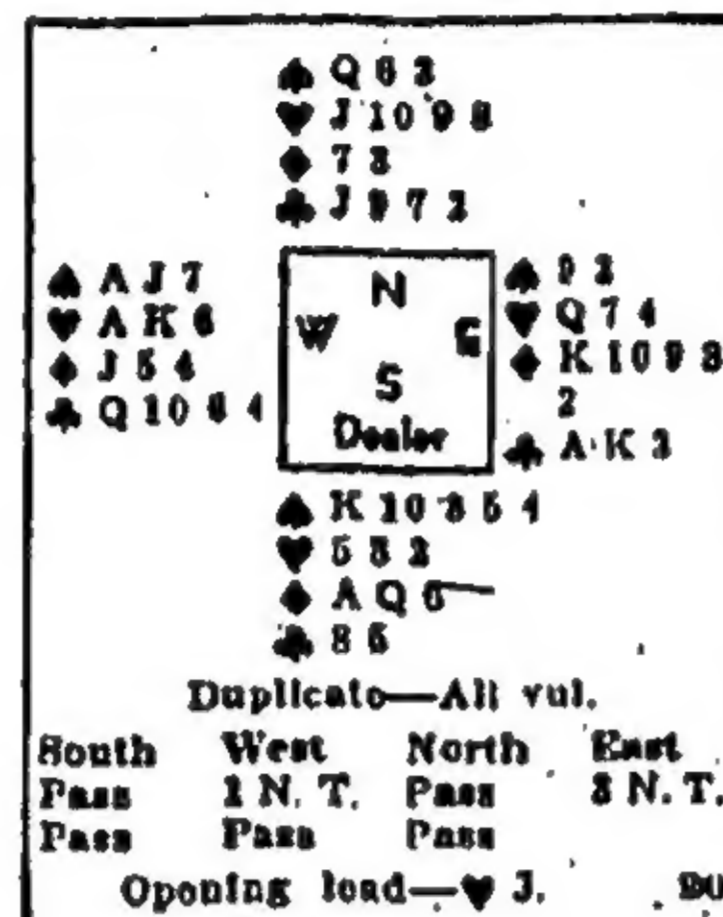 ♠ Q 6 3
♥ J 10 9 8
♦ 7 3
♣ J 9 7 2
♠ A J 7
♥ A K 6
♦ J 5 4
♣ Q 10 6 4
N
W E
S
Dealer
♠ 9 2
♥ Q 7 4
♦ K 10 9 8
2
♣ A K 3
♠ K 10 8 5 4
♥ 5 3 2
♦ A Q 6
♣ 8 5
Duplicate—All vul.
South West North East
Pass 1 N. T. Pass 3 N. T.
Pass Pass Pass
Opening lead—♥ J.